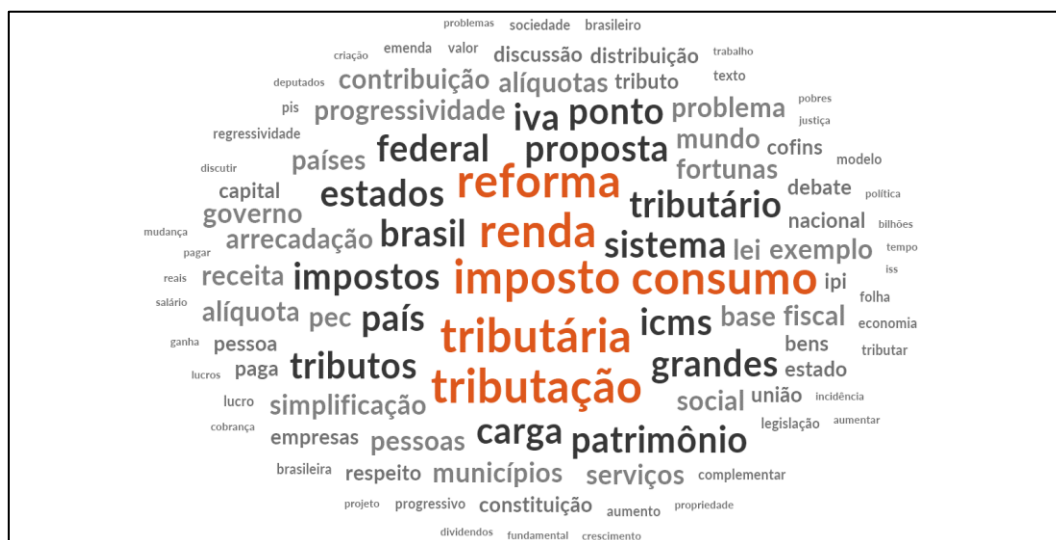 problemas sociedade brasileiro
criação emenda valor discussão distribuição trabalho
deputados contribuição alíquotas tributo texto
pis progressividade iva ponto problema pobres
justiça
regressividade federal proposta mundo cofins
discutir países reforma fortunas modelo
capital estados tributário debate política
governo renda nacional bilhões
mudança arrecadação brasil sistema lei exemplo tempo
pagar
reais receita impostos imposto consumo ipi iss
salário folha
alíquota pec país tributária icms base fiscal economia
ganha pessoa bens tributar
lucros paga tributos tributação grandes estado
lucro simplificação social união incidência
cobrança empresas pessoas carga patrimônio legislação aumentar
brasileira respeito municípios serviços complementar
projeto progressivo constituição aumento propriedade
dividendos fundamental crescimento